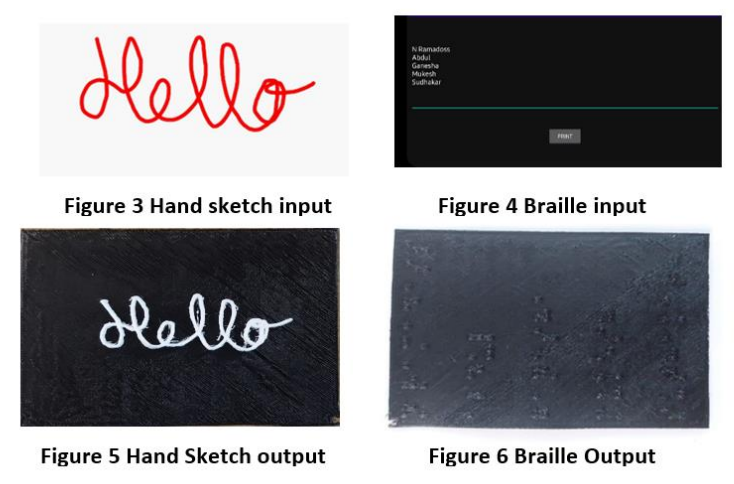 Hello
N Ramadoss
Abdul
Ganesha
Mukesh
Sudhakar
PRINT
Figure 3 Hand sketch input
Figure 4 Braille input
Hello
Figure 5 Hand Sketch output
Figure 6 Braille Output